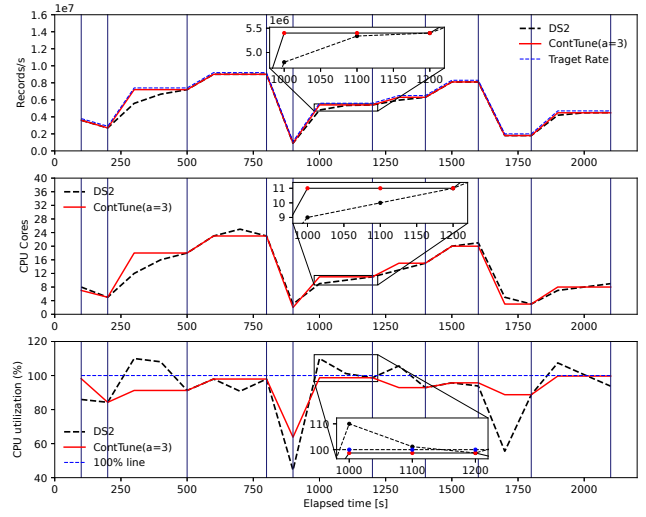 1e7
1.6
1.4
1.2
1.0
0.8
0.6
0.4
0.2
0.0
Records/s
1e6
5.5
5.0
1000 1050 1100 1150 1200
DS2
ContTune(a=3)
Traget Rate
0 250 500 750 1000 1250 1500 1750 2000
40
36
32
28
24
20
16
12
8
4
0
CPU Cores
DS2
ContTune(a=3)
11
10
9
1000 1050 1100 1150 1200
0 250 500 750 1000 1250 1500 1750 2000
120
100
80
60
40
CPU utilization (%)
DS2
ContTune(a=3)
100% line
110
100
1000 1050 1100 1150 1200
0 250 500 750 1000 1250 1500 1750 2000
Elapsed time [s]